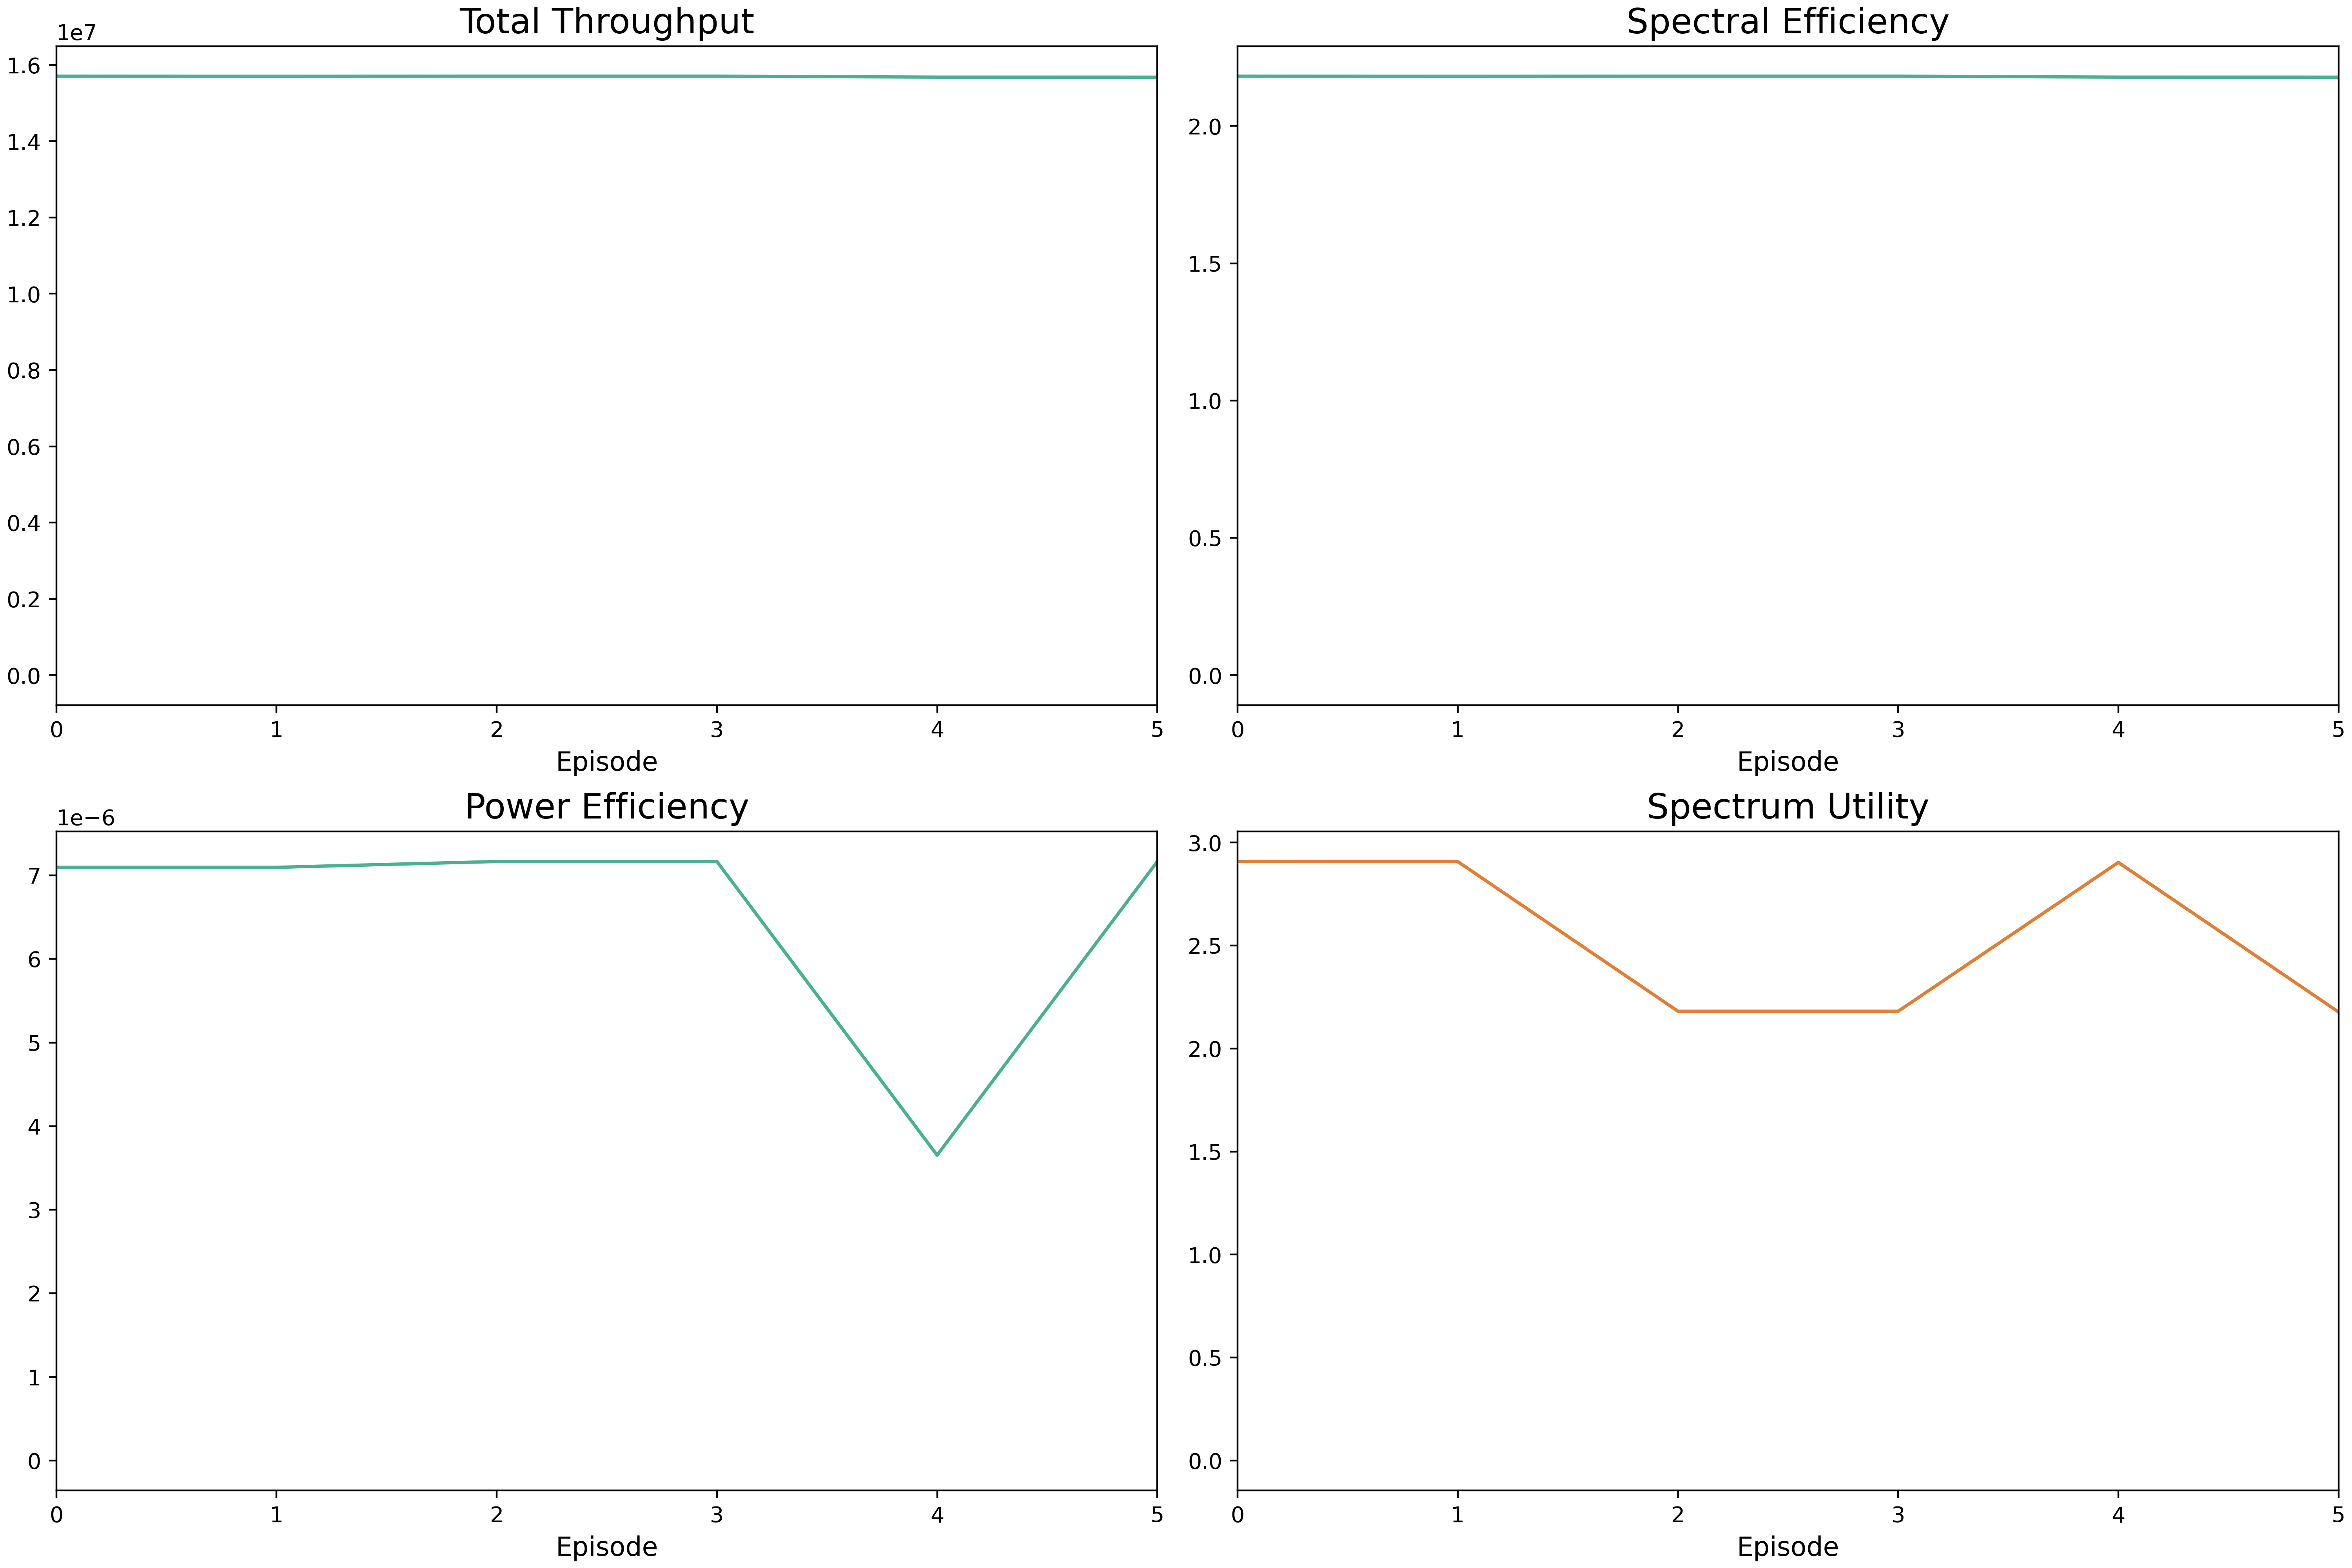 Total Throughput
1e7
1.6
1.4
1.2
1.0
0.8
0.6
0.4
0.2
0.0
0 1 2 3 4 5
Episode
Spectral Efficiency
2.0
1.5
1.0
0.5
0.0
0 1 2 3 4 5
Episode
Power Efficiency
1e−6
7
6
5
4
3
2
1
0
0 1 2 3 4 5
Episode
Spectrum Utility
3.0
2.5
2.0
1.5
1.0
0.5
0.0
0 1 2 3 4 5
Episode